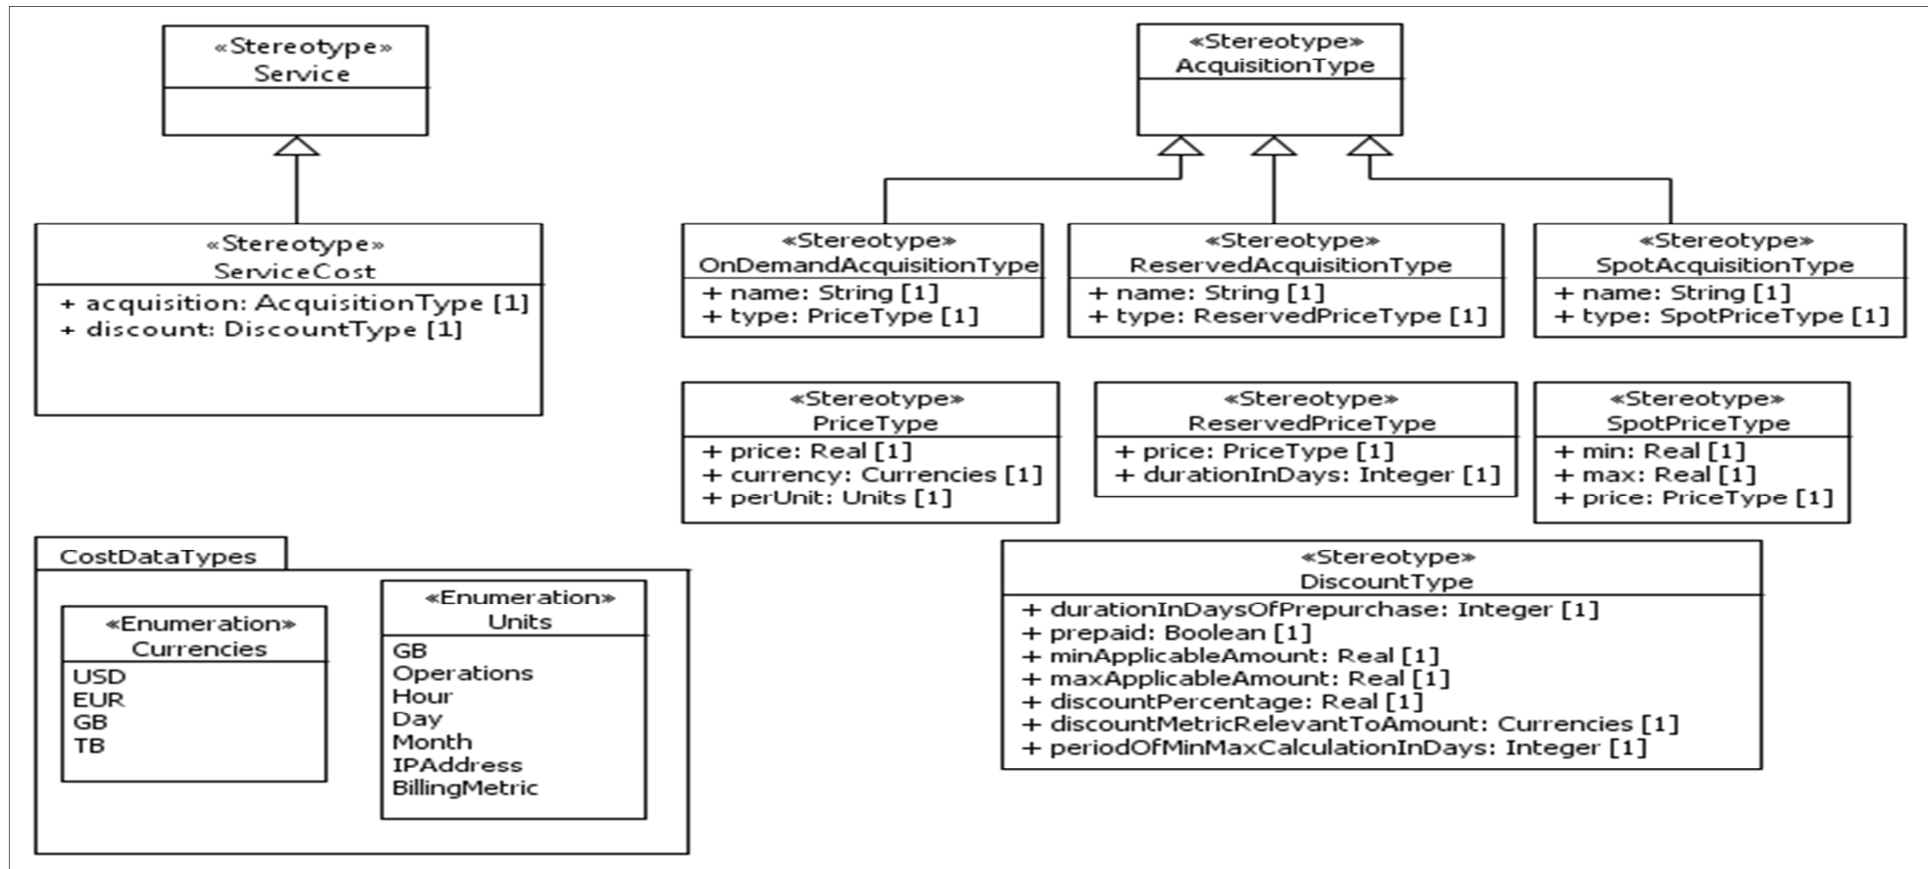 «Stereotype»
Service
«Stereotype»
AcquisitionType
«Stereotype»
ServiceCost
+ acquisition: AcquisitionType [1]
+ discount: DiscountType [1]
«Stereotype»
OnDemandAcquisitionType
+ name: String [1]
+ type: PriceType [1]
«Stereotype»
ReservedAcquisitionType
+ name: String [1]
+ type: ReservedPriceType [1]
«Stereotype»
SpotAcquisitionType
+ name: String [1]
+ type: SpotPriceType [1]
«Stereotype»
PriceType
+ price: Real [1]
+ currency: Currencies [1]
+ perUnit: Units [1]
«Stereotype»
ReservedPriceType
+ price: PriceType [1]
+ durationInDays: Integer [1]
«Stereotype»
SpotPriceType
+ min: Real [1]
+ max: Real [1]
+ price: PriceType [1]
CostDataTypes
«Enumeration»
Currencies
USD
EUR
GB
TB
«Enumeration»
Units
GB
Operations
Hour
Day
Month
IPAddress
BillingMetric
«Stereotype»
DiscountType
+ durationInDaysOfPrepurchase: Integer [1]
+ prepaid: Boolean [1]
+ minApplicableAmount: Real [1]
+ maxApplicableAmount: Real [1]
+ discountPercentage: Real [1]
+ discountMetricRelevantToAmount: Currencies [1]
+ periodOfMinMaxCalculationInDays: Integer [1]